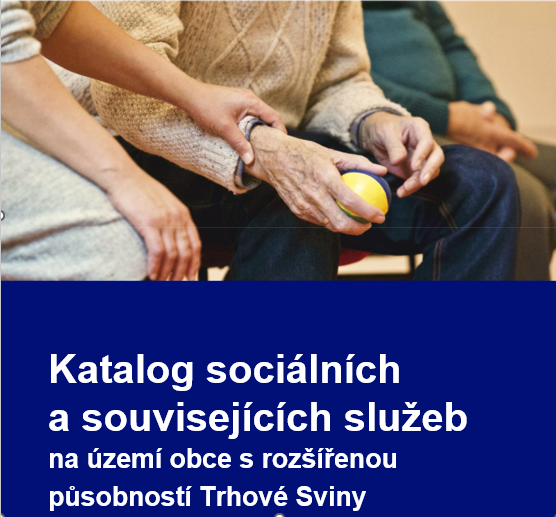 Katalog sociálních
a souvisejících služeb
na území obce s rozšířenou
působností Trhové Sviny